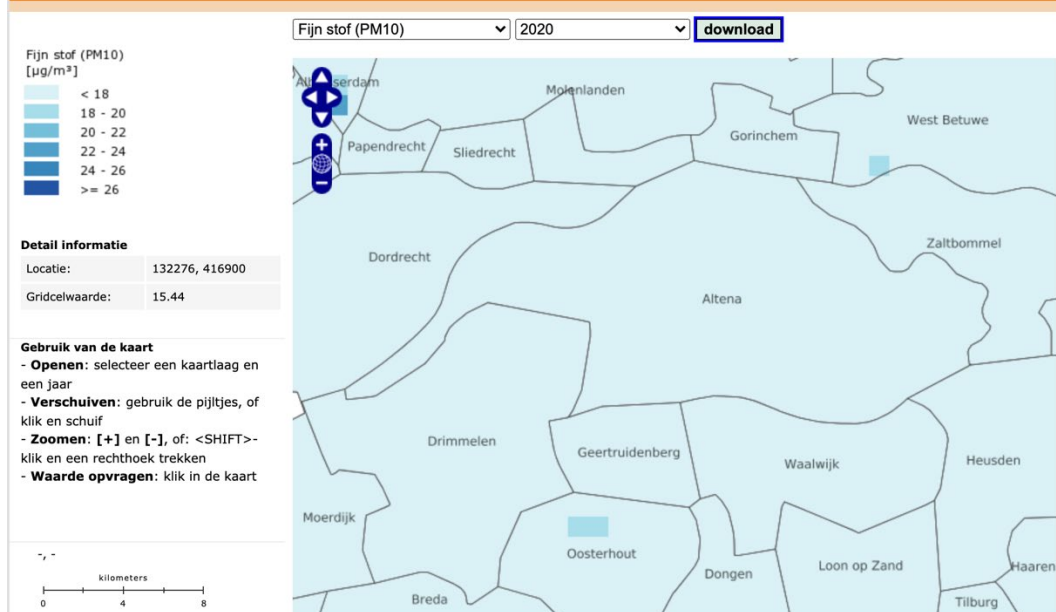 Fijn stof (PM10)
2020
download
Fijn stof (PM10)
[µg/m³]
< 18
18 - 20
20 - 22
22 - 24
24 - 26
>= 26
Detail informatie
Locatie: 132276, 416900
Gridcelwaarde: 15.44
Gebruik van de kaart
- Openen: selecteer een kaartlaag en
een jaar
- Verschuiven: gebruik de pijltjes, of
klik en schuif
- Zoomen: [+] en [-], of: <SHIFT>-
klik en een rechthoek trekken
- Waarde opvragen: klik in de kaart
-, -
kilometers
0 4 8
Molenlanden
West Betuwe
Gorinchem
Papendrecht
Sliedrecht
Zaltbommel
Dordrecht
Altena
Drimmelen
Geertruidenberg
Waalwijk
Heusden
Moerdijk
Oosterhout
Dongen
Loon op Zand
Haaren
Breda
Tilburg